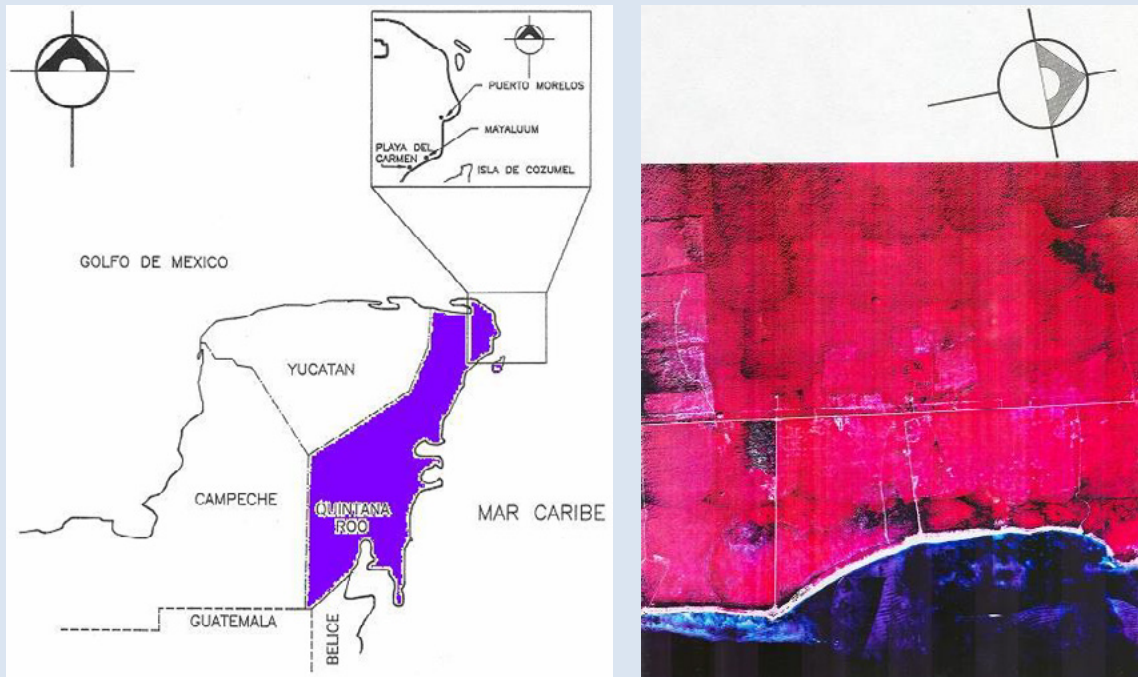 PUERTO MORELOS
MAYALUUM
PLAYA DEL
CARMEN
ISLA DE COZUMEL
GOLFO DE MEXICO
YUCATAN
CAMPECHE
QUINTANA
ROO
MAR CARIBE
GUATEMALA
BELICE